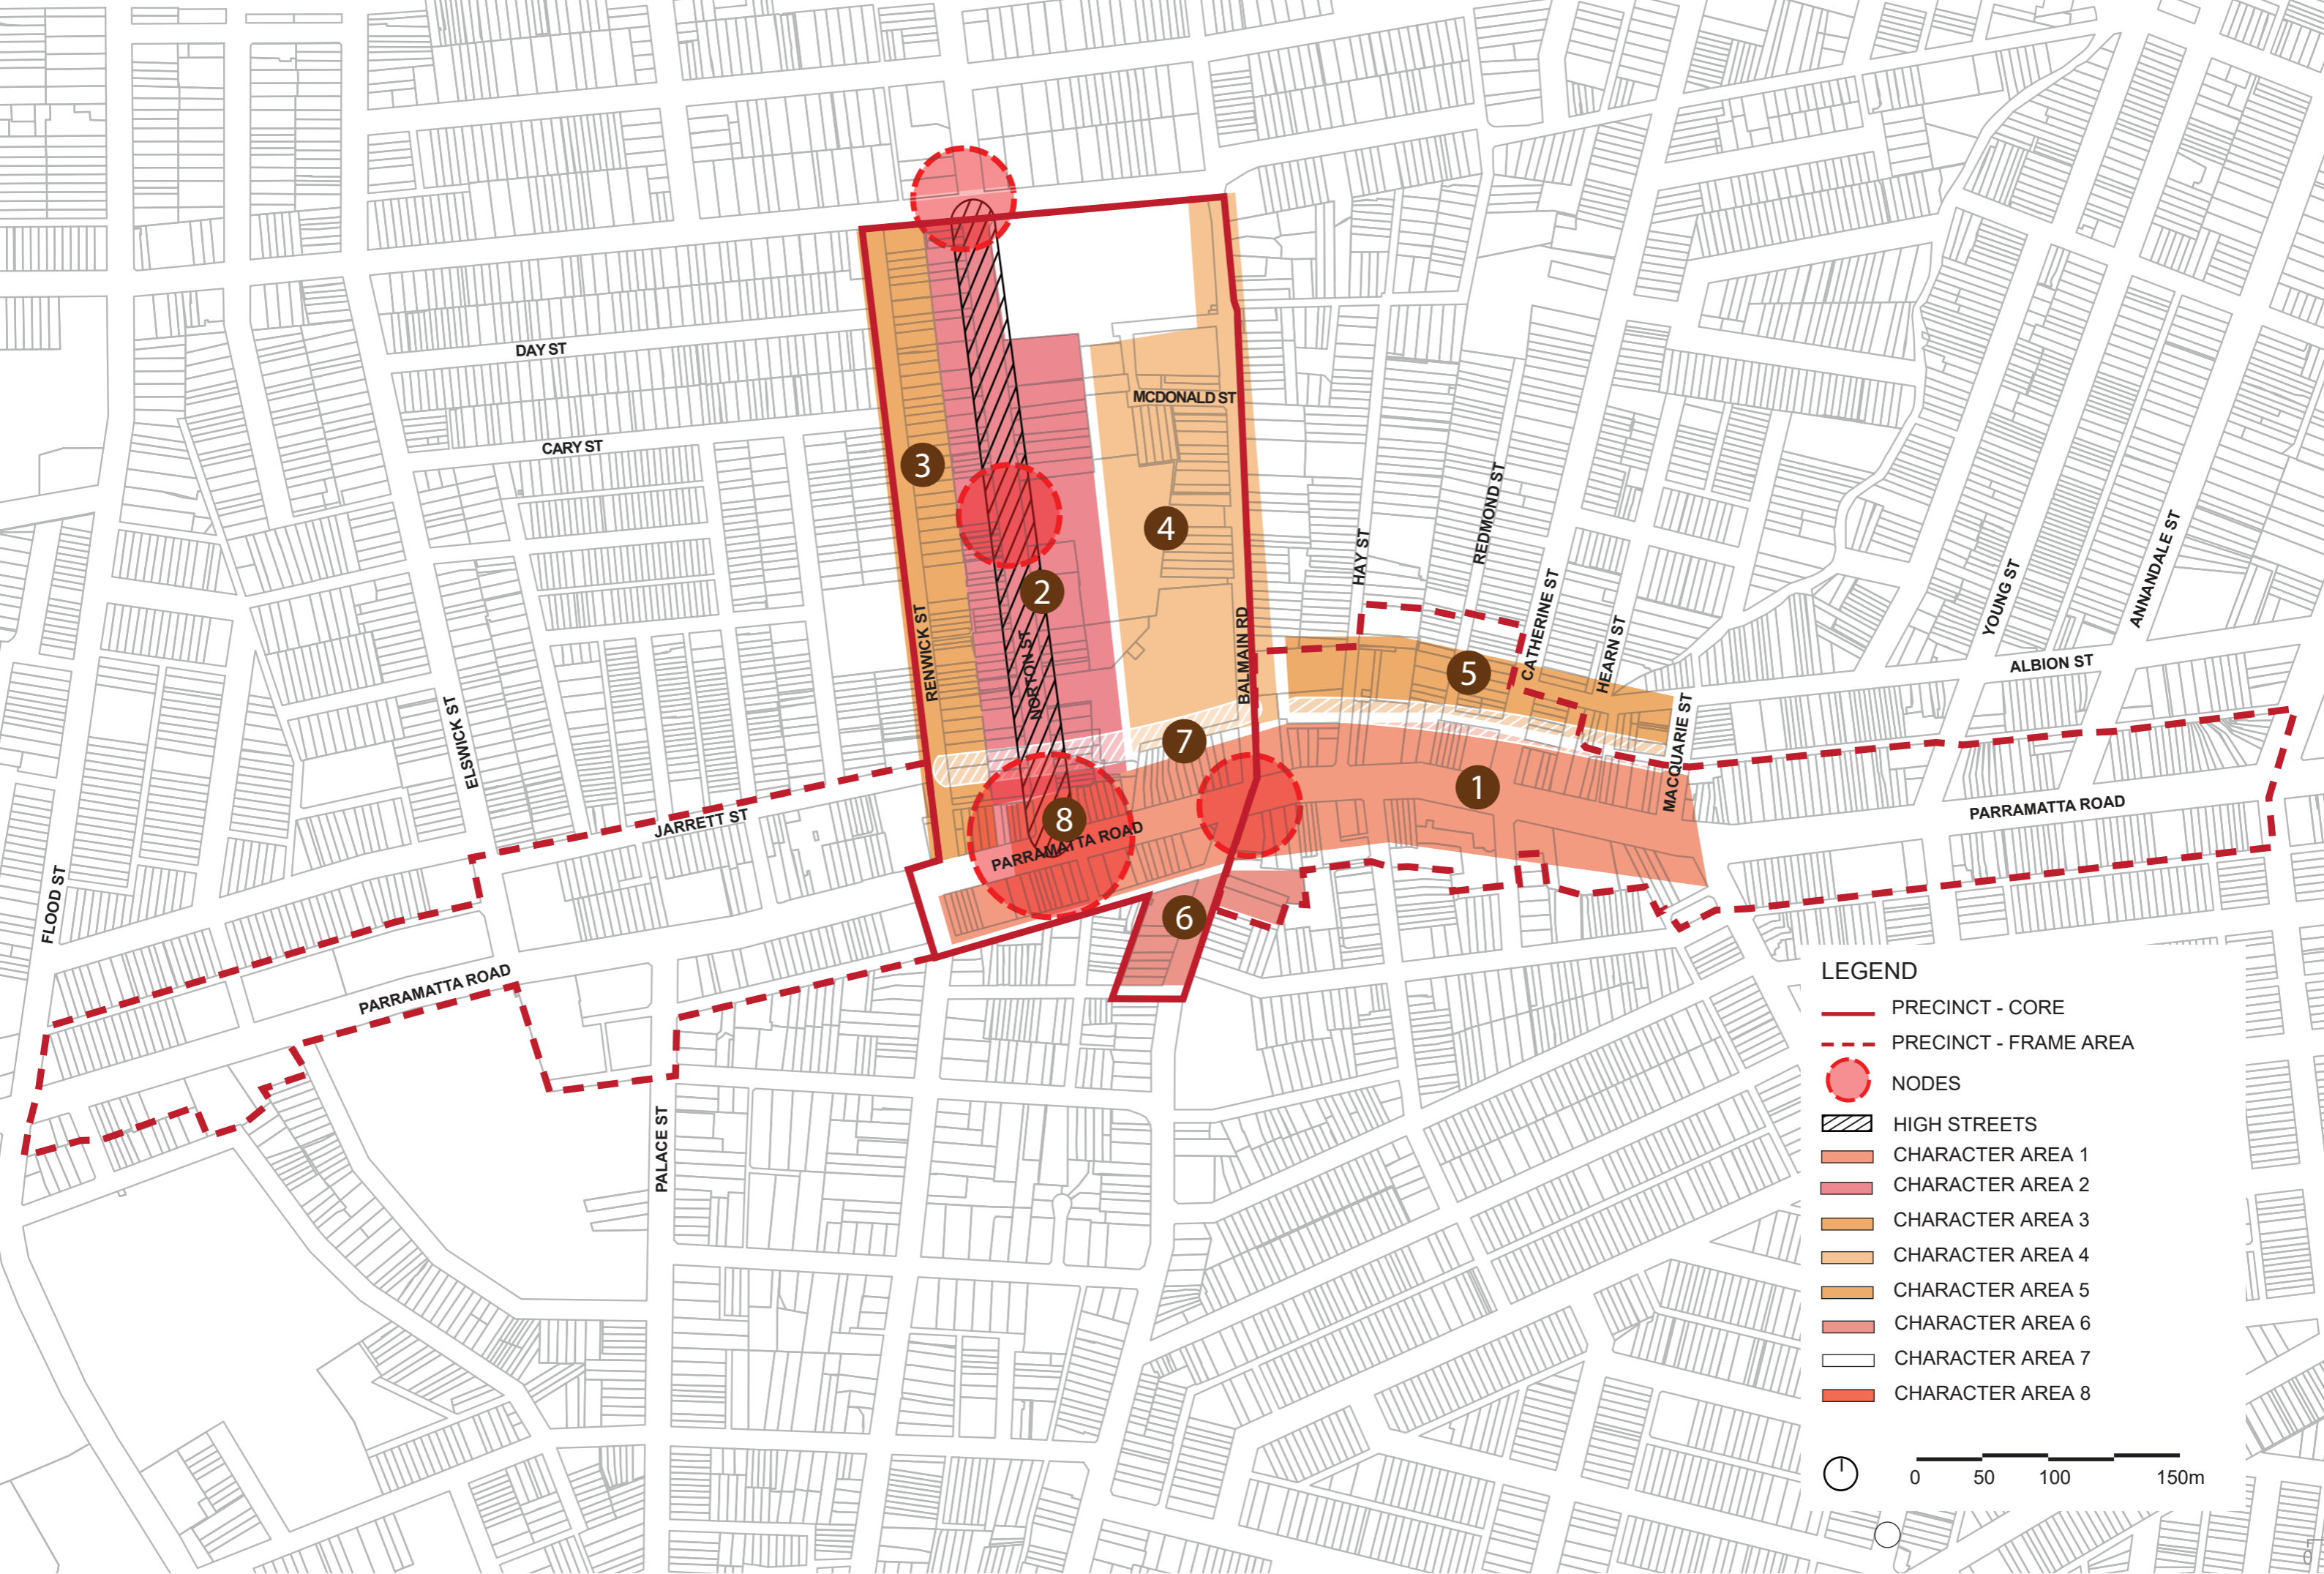 DAY ST
MCDONALD ST
CARY ST
3
4
2
RENWICK ST
NORTON ST
BALMAIN RD
HAY ST
REDMOND ST
CATHERINE ST
HEARN ST
YOUNG ST
ANNANDALE ST
5
ALBION ST
ELSWICK ST
7
MACQUARIE ST
1
JARRETT ST
8
PARRAMATTA ROAD
PARRAMATTA ROAD
FLOOD ST
6
PARRAMATTA ROAD
PALACE ST
LEGEND
PRECINCT - CORE
PRECINCT - FRAME AREA
NODES
HIGH STREETS
CHARACTER AREA 1
CHARACTER AREA 2
CHARACTER AREA 3
CHARACTER AREA 4
CHARACTER AREA 5
CHARACTER AREA 6
CHARACTER AREA 7
CHARACTER AREA 8
0 50 100 150m